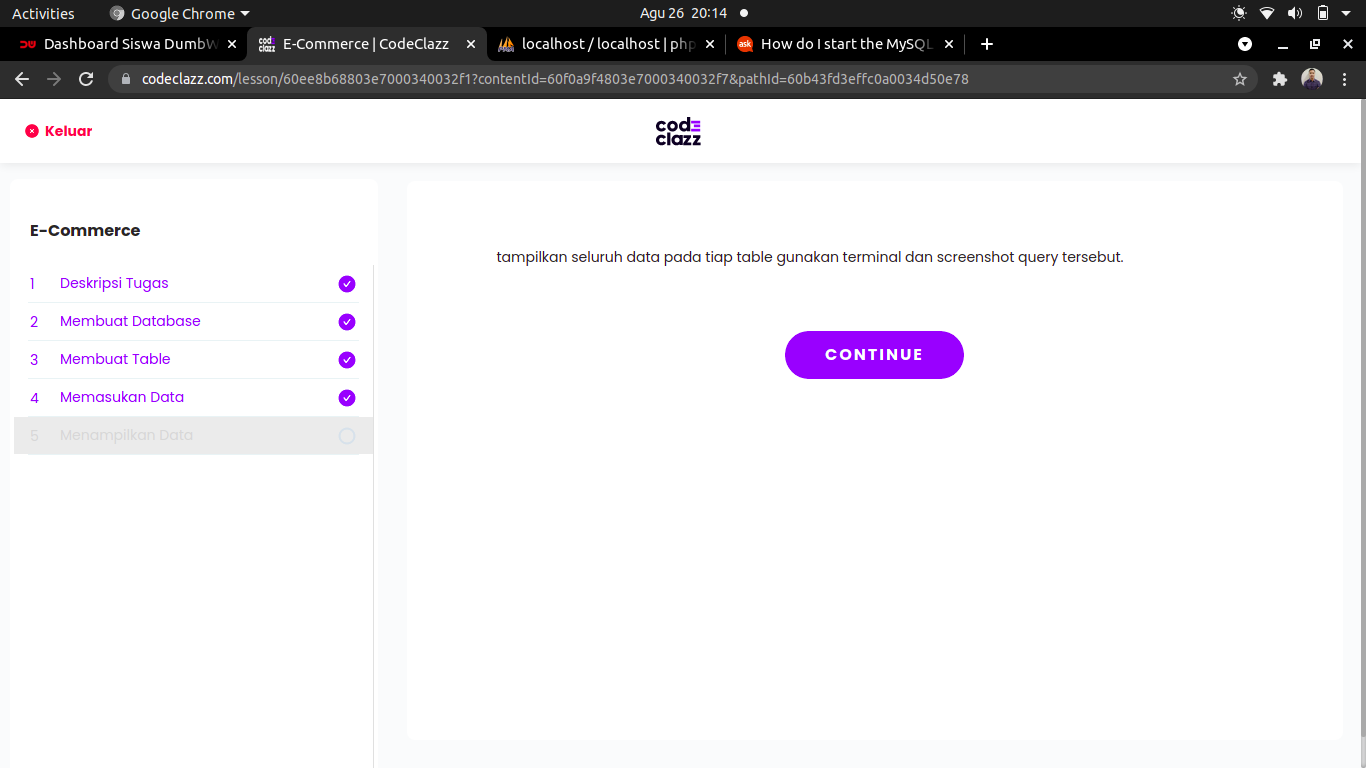 Activities
Google Chrome
Agu 26 20:14
Dashboard Siswa DumbW
E-Commerce | CodeClazz
localhost / localhost | php
ask
How do I start the MySQL
codeclazz.com/lesson/60ee8b68803e7000340032f1?contentId=60f0a9f4803e7000340032f7&pathId=60b43fd3effc0a0034d50e78
Keluar
code
clazz
E-Commerce
1 Deskripsi Tugas
2 Membuat Database
3 Membuat Table
4 Memasukan Data
5 Menampilkan Data
tampilkan seluruh data pada tiap table gunakan terminal dan screenshot query tersebut.
CONTINUE